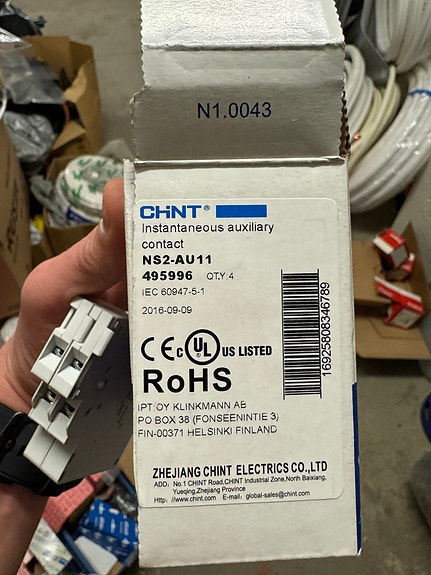 N1.0043
CHNT®
Instantaneous auxiliary
contact
NS2-AU11
495996 QTY:4
IEC 60947-5-1
2016-09-09
CE c UL US LISTED
RoHS
IPT:OY KLINKMANN AB
PO BOX 38 (FONSEENINTIE 3)
FIN-00371 HELSINKI FINLAND
16925808346789
ZHEJIANG CHINT ELECTRICS CO.,LTD
ADD: No.1 CHINT Road,CHINT Industrial Zone,North Baixiang,
Yueqing,Zhejiang Province
Http: //www.chint.com E-mail: global-sales@chint.com